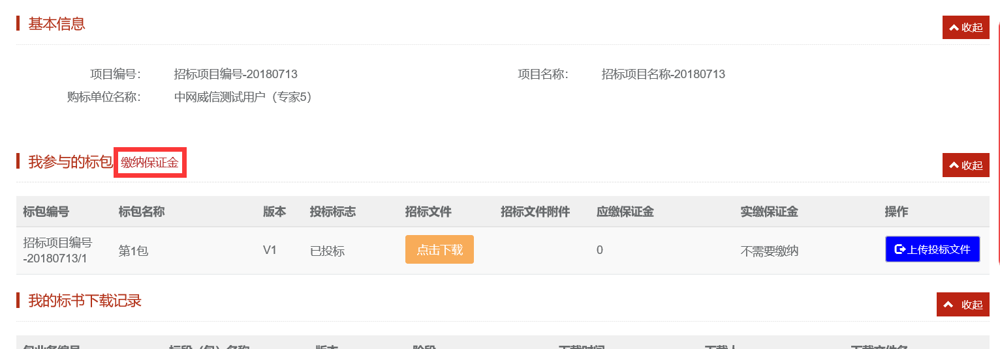 基本信息
收起
项目编号： 招标项目编号-20180713 项目名称： 招标项目名称-20180713
购标单位名称： 中网威信测试用户（专家5）
我参与的标包 缴纳保证金
收起
标包编号 标包名称 版本 投标标志 招标文件 招标文件附件 应缴保证金 实缴保证金 操作
招标项目编号
-20180713/1
第1包 V1 已投标 点击下载 0 不需要缴纳 上传投标文件
我的标书下载记录
收起
包业务编号 标段（包）名称 版本 阶段 下载时间 下载人 下载文件名